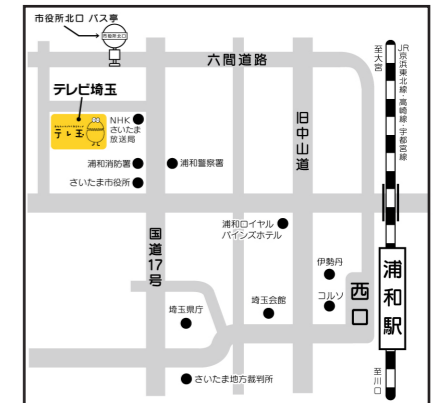 市役所北口 バス亭
市役所北口
六間道路
至大宮
JR京浜東北線・高崎線・宇都宮線
テレビ埼玉
テレ玉
NHK
さいたま
放送局
旧中山道
浦和消防署
浦和警察署
さいたま市役所
浦和ロイヤル
パインズホテル
国道17号
伊勢丹
コルソ
西口
浦和駅
埼玉県庁
埼玉会館
至川口
さいたま地方裁判所